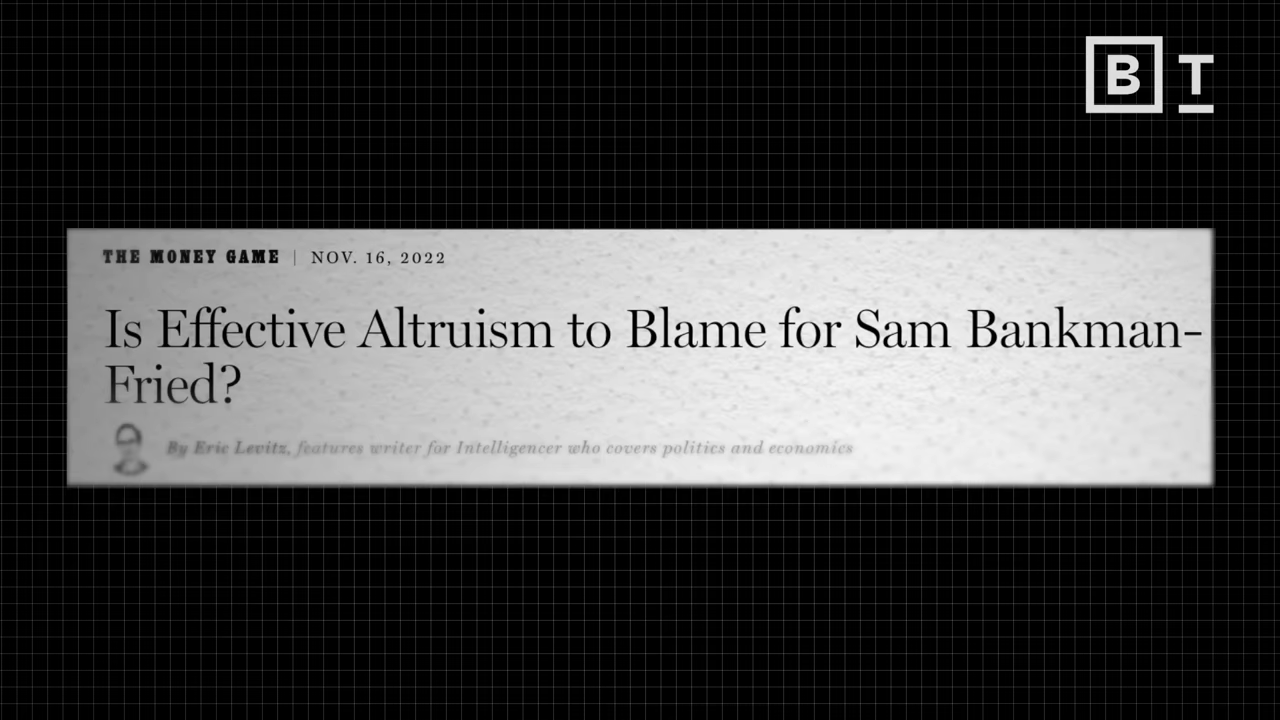 B T
THE MONEY GAME | NOV. 16, 2022
Is Effective Altruism to Blame for Sam Bankman-
Fried?
By Eric Levitz, features writer for Intelligencer who covers politics and economics